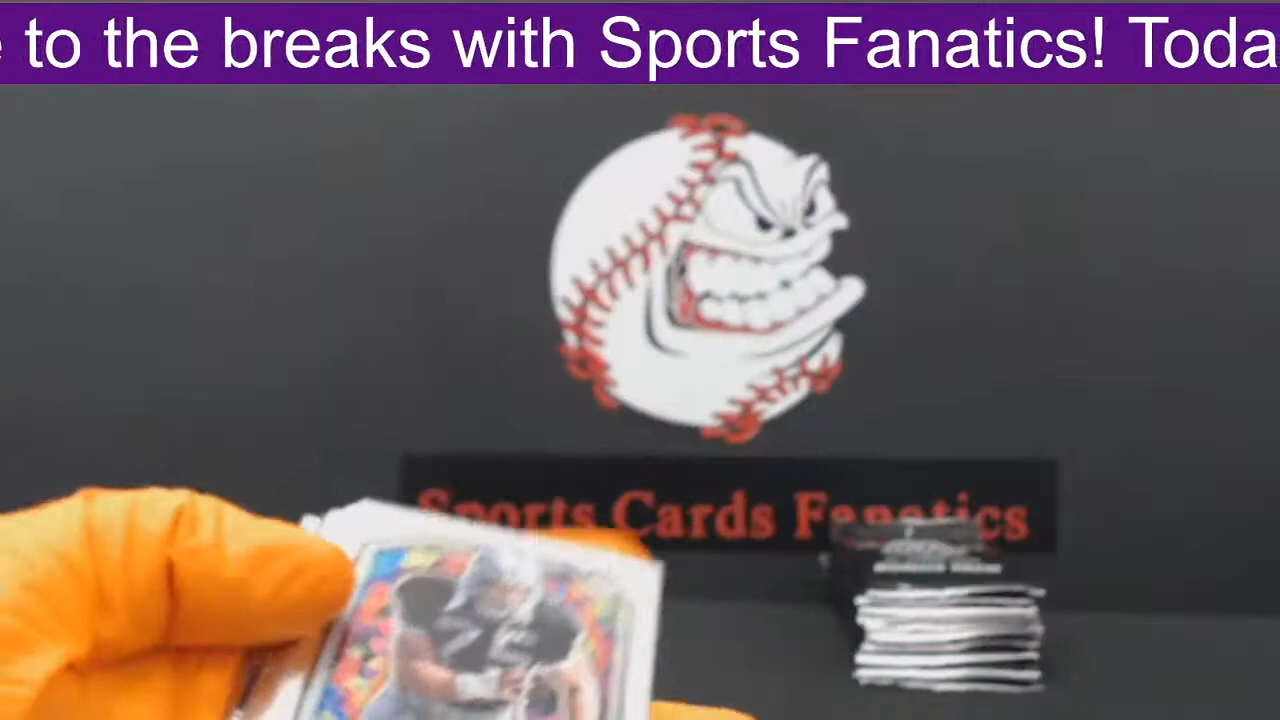 to the breaks with Sports Fanatics! Toda
Sports Cards Fanatics